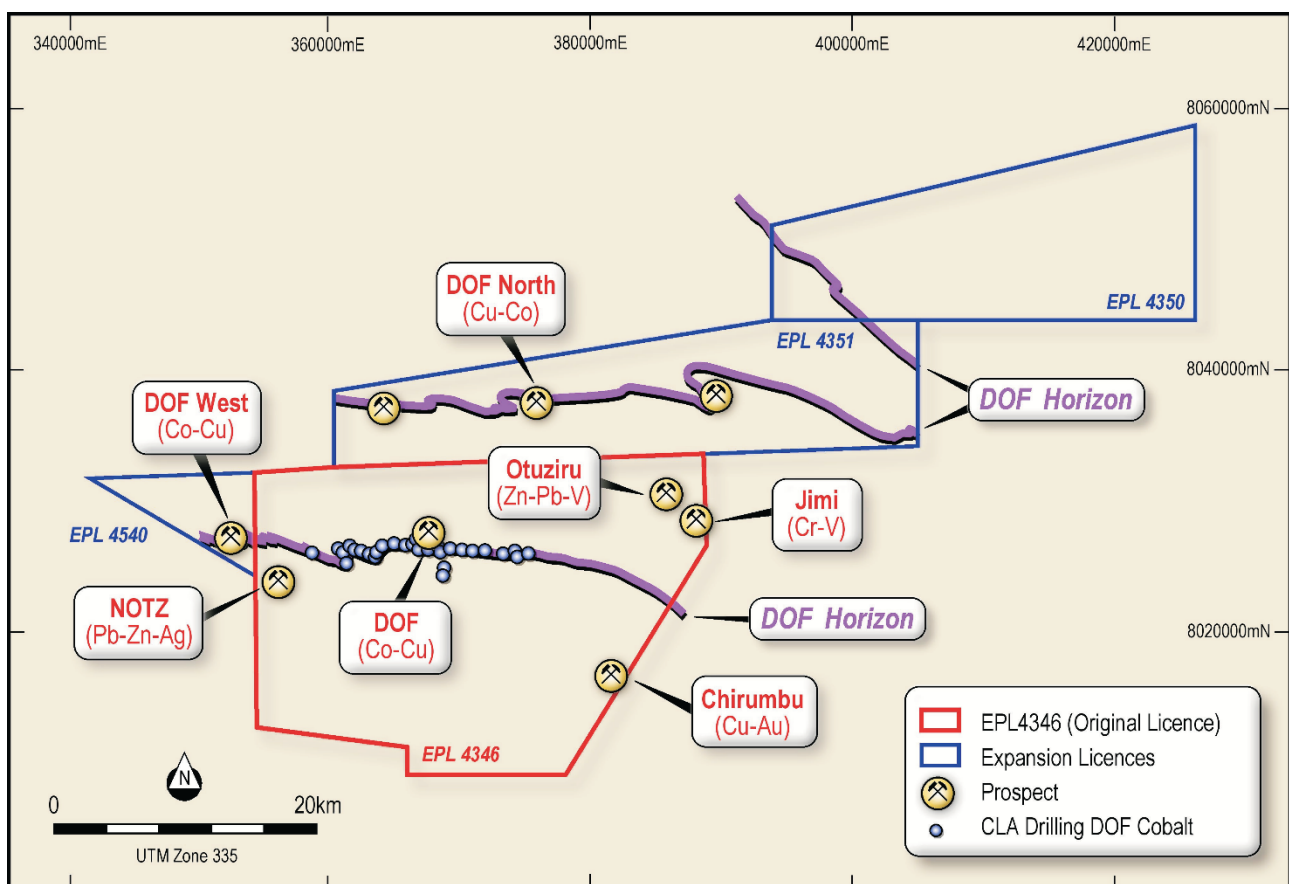 340000mE
360000mE
380000mE
400000mE
420000mE
8060000mN
EPL 4350
DOF North
(Cu-Co)
EPL 4351
8040000mN
DOF West
(Co-Cu)
DOF Horizon
Otuziru
(Zn-Pb-V)
Jimi
(Cr-V)
EPL 4540
NOTZ
(Pb-Zn-Ag)
DOF
(Co-Cu)
DOF Horizon
8020000mN
Chirumbu
(Cu-Au)
EPL 4346
N
0
20km
UTM Zone 335
EPL4346 (Original Licence)
Expansion Licences
Prospect
CLA Drilling DOF Cobalt